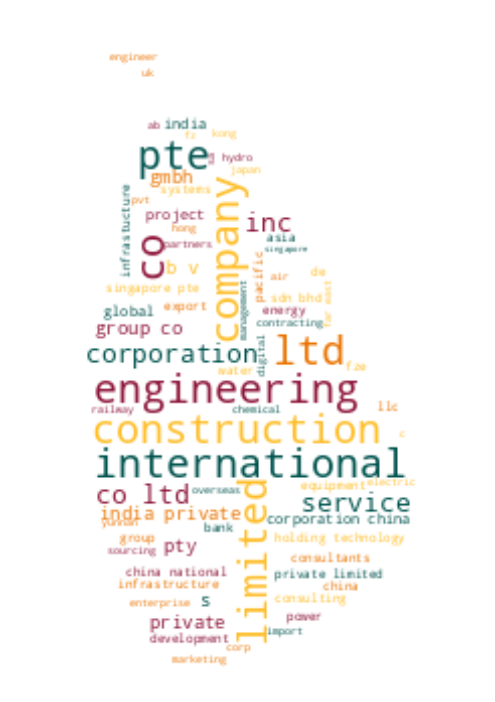 engineer
uk
ab india
fz kong
pte
hydro
gmbh
japan
systems
infrastucture
pvt
project
inc
company
hong
co
partners
asia
singapore
b v
pacific
air
de
singapore pte
management
sdn bhd
far east
global
export
energy
group co
contracting
corporation
digital
ltd
water
fze
engineering
railway
chemical
llc
construction
c
international
co ltd
overseas
limited
equipment
electric
service
india private
corporation china
yunnan
bank
group
holding technology
sourcing
pty
consultants
china national
private limited
infrastructure
china
enterprise
s
consulting
private
power
development
import
corp
marketing